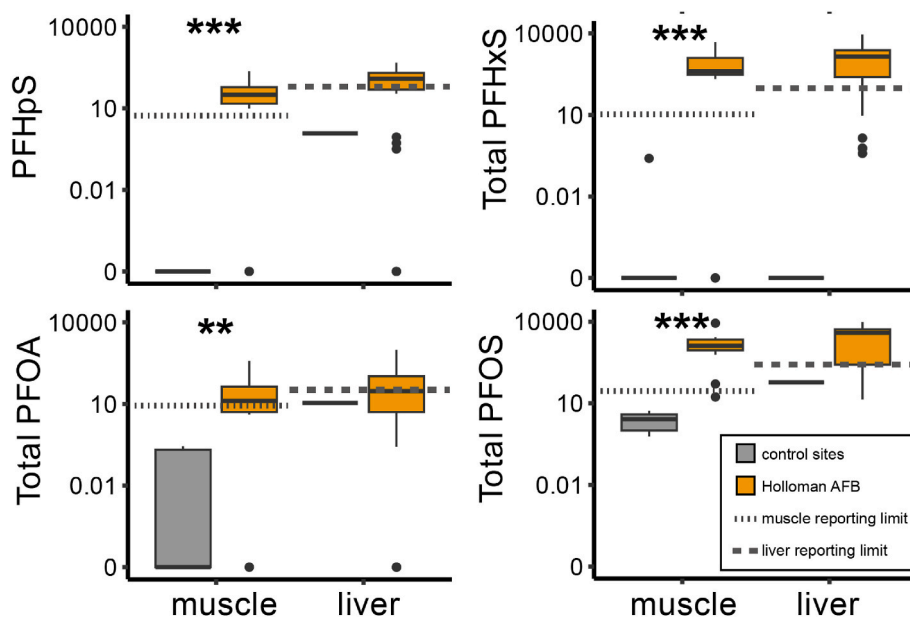 PFHpS
10000
10
0.01
0
***
Total PFHxS
10000
10
0.01
0
***
Total PFOA
10000
10
0.01
0
**
muscle
liver
Total PFOS
10000
10
0.01
0
***
control sites
Holloman AFB
muscle reporting limit
liver reporting limit
muscle
liver